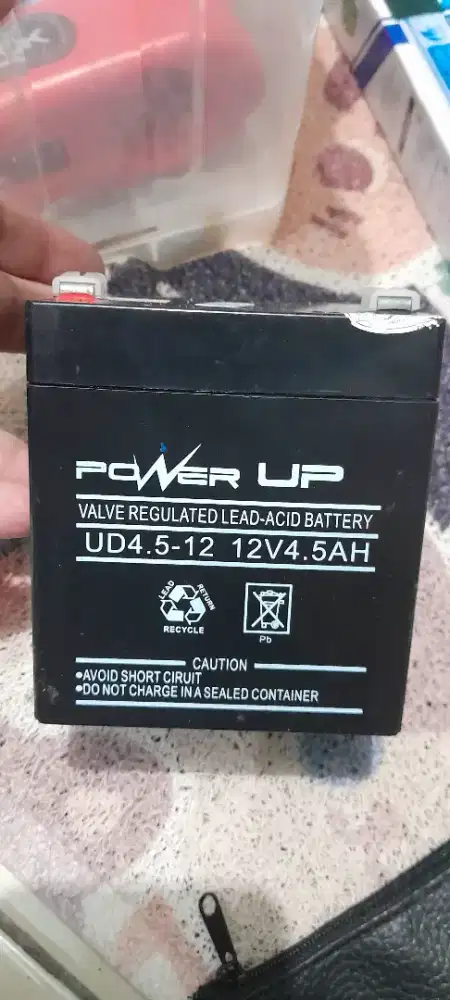 POWER UP
VALVE REGULATED LEAD-ACID BATTERY
UD4.5-12 12V4.5AH
LEAD RETURN
RECYCLE
Pb
CAUTION
•AVOID SHORT CIRUIT
•DO NOT CHARGE IN A SEALED CONTAINER